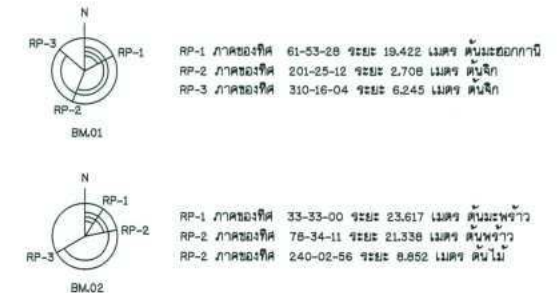 N
RP-3
RP-1
RP-2
BM.01
RP-1 ภาคของทิศ 61-53-28 ระยะ 19.422 เมตร ต้นมะฮอกกานี
RP-2 ภาคของทิศ 201-25-12 ระยะ 2.708 เมตร ต้นจิก
RP-3 ภาคของทิศ 310-16-04 ระยะ 6.245 เมตร ต้นจิก
N
RP-1
RP-2
RP-3
BM.02
RP-1 ภาคของทิศ 33-33-00 ระยะ 23.617 เมตร ต้นมะพร้าว
RP-2 ภาคของทิศ 78-34-11 ระยะ 21.338 เมตร ต้นพร้าว
RP-2 ภาคของทิศ 240-02-56 ระยะ 8.852 เมตร ต้นไม้